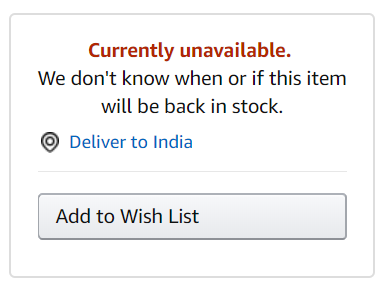 Currently unavailable.
We don't know when or if this item
will be back in stock.
Deliver to India
Add to Wish List